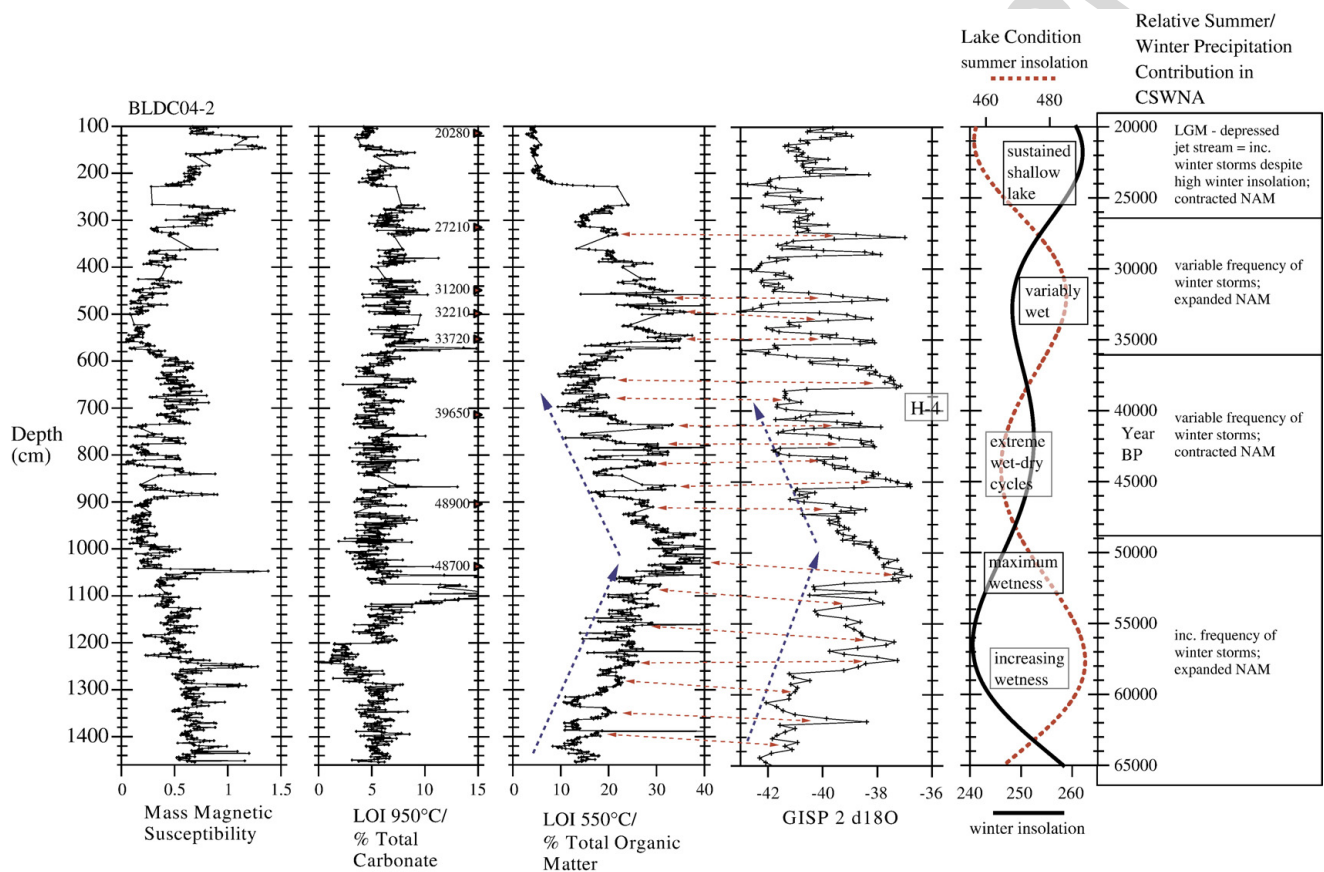 Relative Summer/
Winter Precipitation
Contribution in
CSWNA
Lake Condition
summer insolation
460 480
BLDC04-2
100
200
300
400
500
600
700
800
900
1000
1100
1200
1300
1400
Depth
(cm)
0 0.5 1 1.5
Mass Magnetic
Susceptibility
20280
27210
31200
32210
33720
39650
48900
48700
0 5 10 15
LOI 950°C/
% Total
Carbonate
0 10 20 30 40
LOI 550°C/
% Total Organic
Matter
H-4
-42 -40 -38 -36
GISP 2 d18O
sustained
shallow
lake
variably
wet
extreme
wet-dry
cycles
maximum
wetness
increasing
wetness
240 250 260
winter insolation
20000
25000
30000
35000
40000
Year
BP
45000
50000
55000
60000
65000
LGM - depressed
jet stream = inc.
winter storms despite
high winter insolation;
contracted NAM
variable frequency of
winter storms;
expanded NAM
variable frequency of
winter storms;
contracted NAM
inc. frequency of
winter storms;
expanded NAM